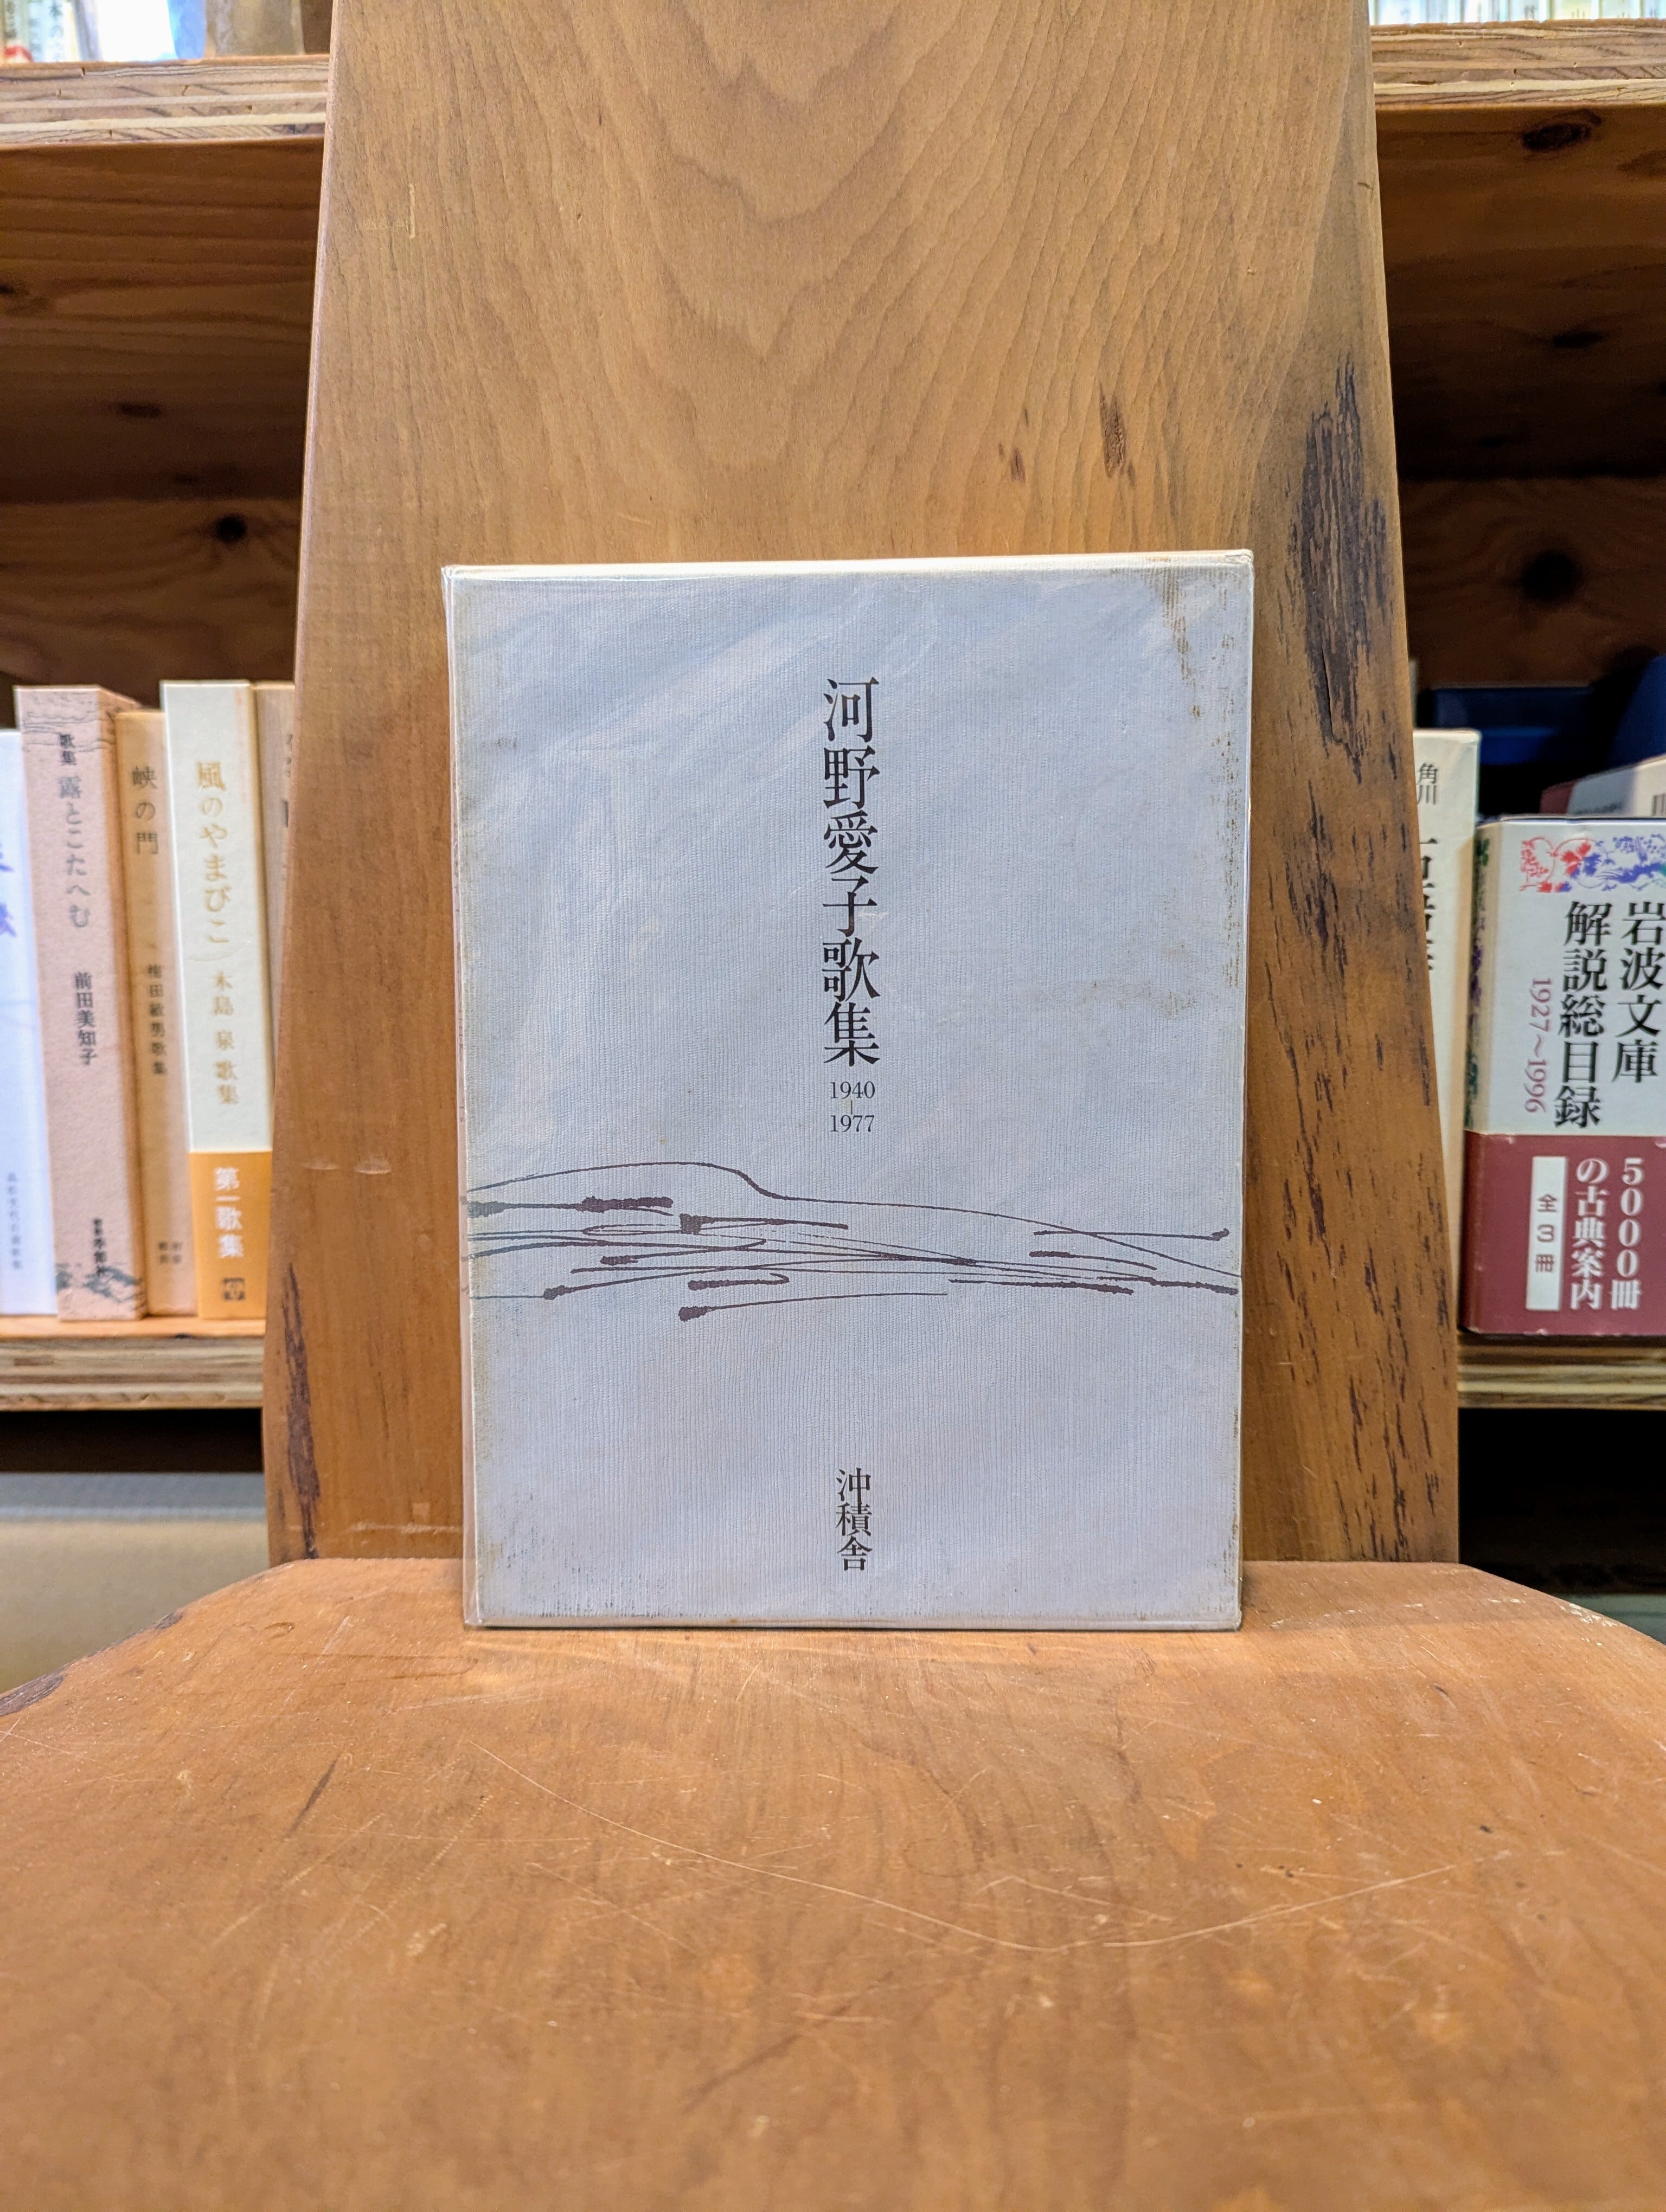 河野愛子歌集
1940
|
1977
沖積舎
歌集 露とこたへむ 前田美知子
峡の門
風のやまびこ 木島 泉 歌集
第一歌集
角川
岩波文庫
解説総目録
1927〜1996
5000冊
の古典案内
全3冊